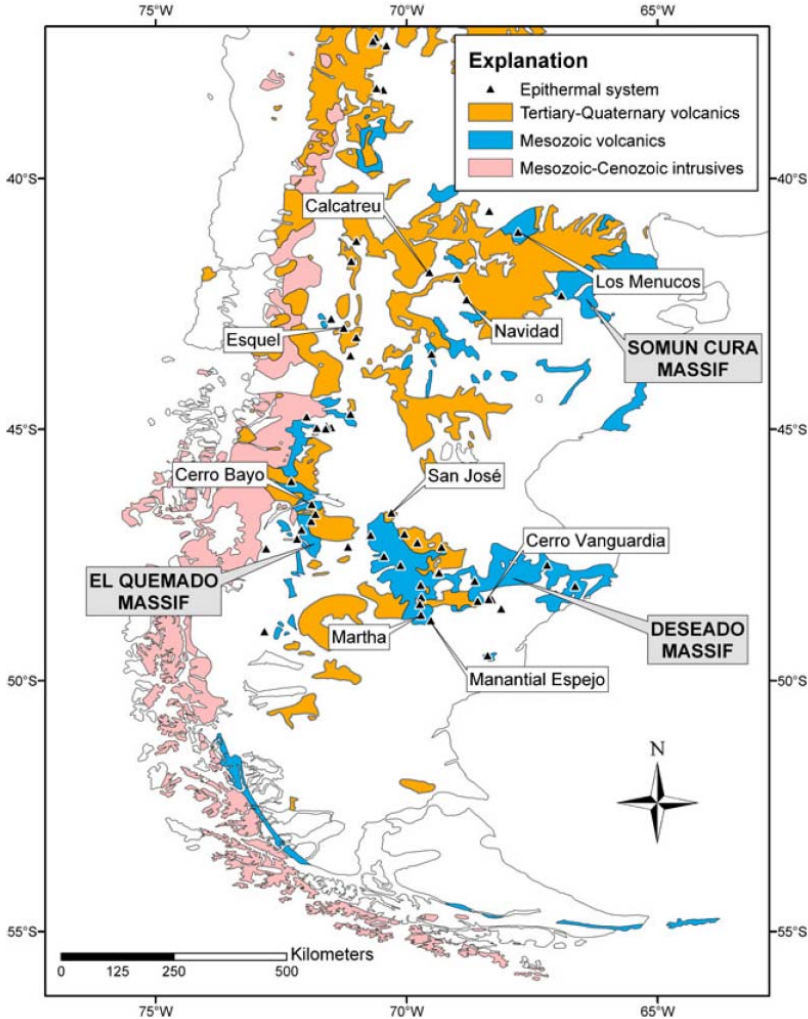 75°W
70°W
65°W
Explanation
Epithermal system
Tertiary-Quaternary volcanics
Mesozoic volcanics
Mesozoic-Cenozoic intrusives
40°S
40°S
Calcatreu
Los Menucos
Navidad
Esquel
SOMUN CURA
MASSIF
45°S
45°S
Cerro Bayo
San José
Cerro Vanguardia
EL QUEMADO
MASSIF
Martha
DESEADO
MASSIF
Manantial Espejo
50°S
50°S
N
55°S
55°S
Kilometers
0 125 250 500
75°W
70°W
65°W